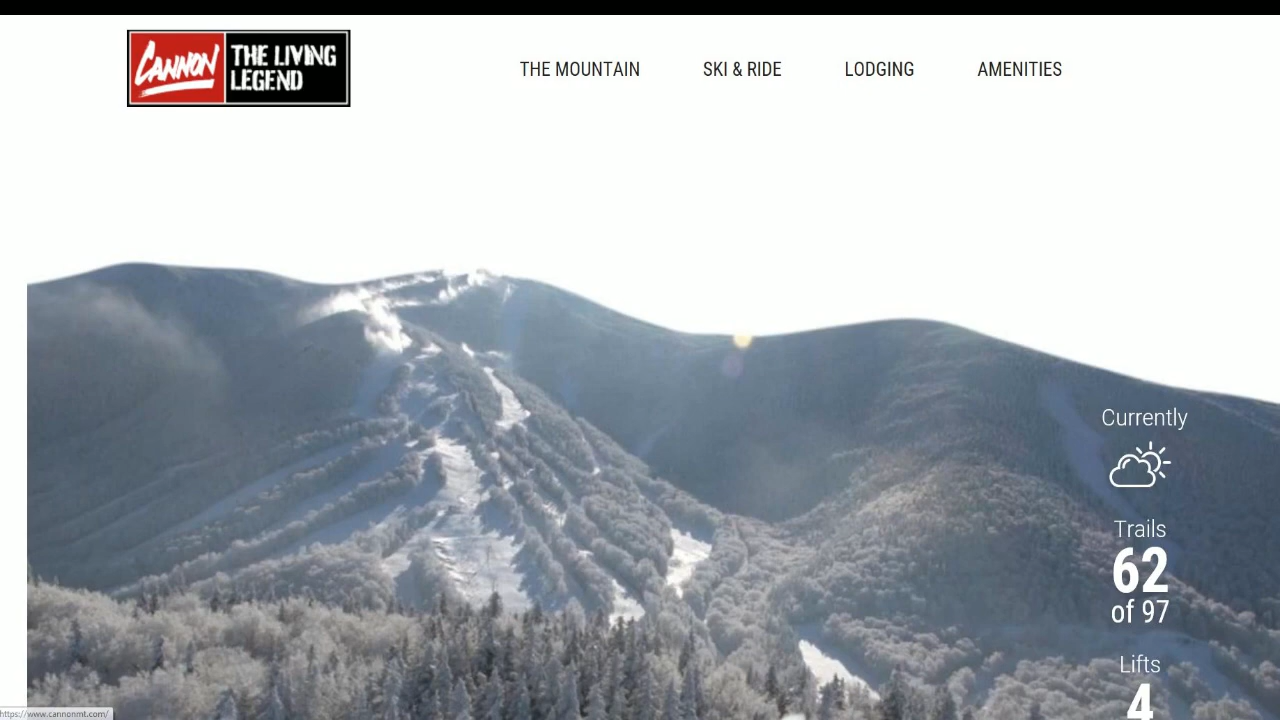 CANNON THE LIVING
LEGEND
THE MOUNTAIN SKI & RIDE LODGING AMENITIES
Currently
Trails
62
of 97
Lifts
4
https://www.cannonmt.com/